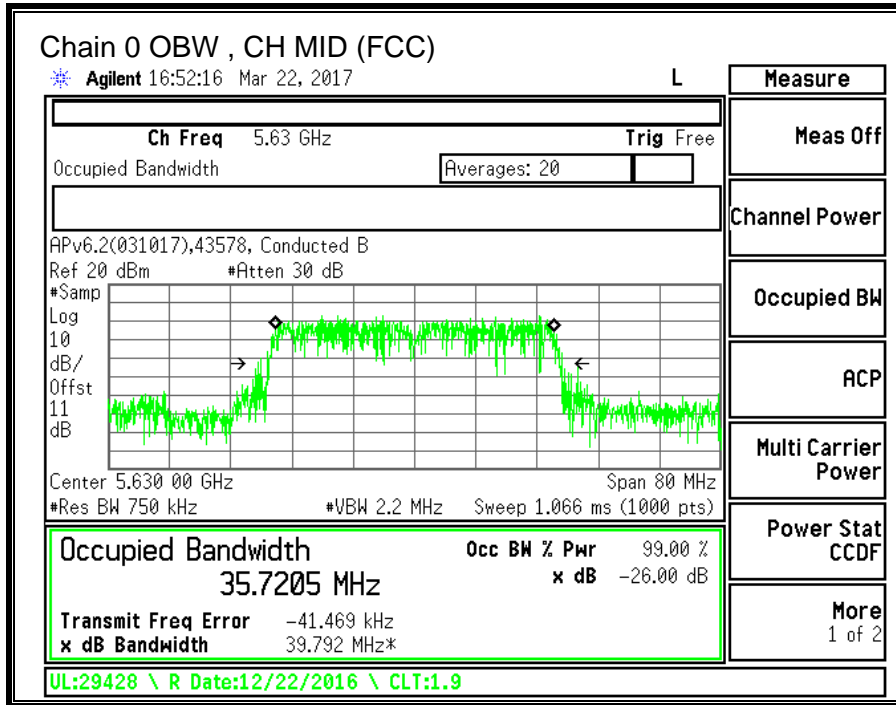 Chain 0 OBW , CH MID (FCC)
Agilent 16:52:16 Mar 22, 2017 L Measure
Ch Freq 5.63 GHz Trig Free
Meas Off
Occupied Bandwidth Averages: 20
Channel Power
APv6.2(031017),43578, Conducted B
Ref 20 dBm #Atten 30 dB
#Samp
Log
10
dB/
Offst
11
dB
Occupied BW
ACP
Multi Carrier
Power
Center 5.630 00 GHz Span 80 MHz
#Res BW 750 kHz #VBW 2.2 MHz Sweep 1.066 ms (1000 pts)
Power Stat
CCDF
Occupied Bandwidth Occ BW % Pwr 99.00 %
35.7205 MHz x dB -26.00 dB
Transmit Freq Error -41.469 kHz
x dB Bandwidth 39.792 MHz*
More
1 of 2
UL:29428 \ R Date:12/22/2016 \ CLT:1.9